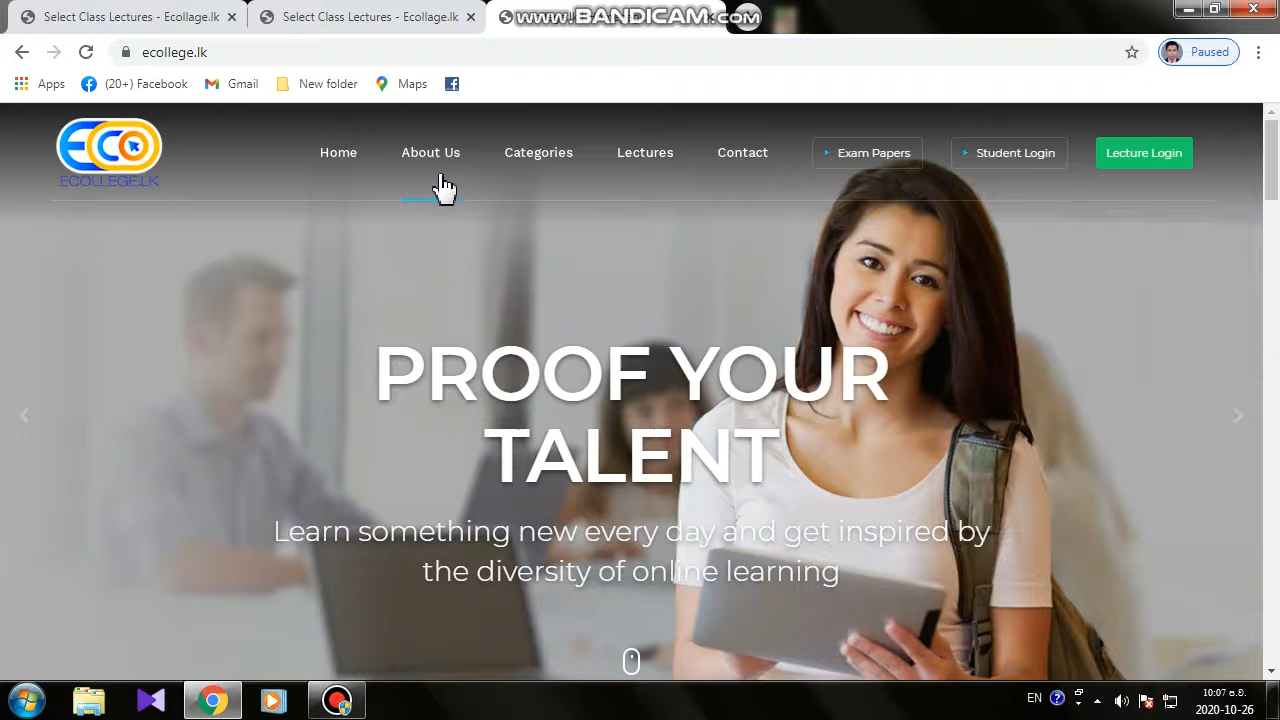 Select Class Lectures - Ecollage.lk
Select Class Lectures - Ecollage.lk
www.BANDICAM.com
ecollege.lk
Paused
Apps
(20+) Facebook
Gmail
New folder
Maps
ECO
ECOLLEGE.LK
Home
About Us
Categories
Lectures
Contact
Exam Papers
Student Login
Lecture Login
PROOF YOUR
TALENT
Learn something new every day and get inspired by
the diversity of online learning
EN
10:07 ප.ව.
2020-10-26